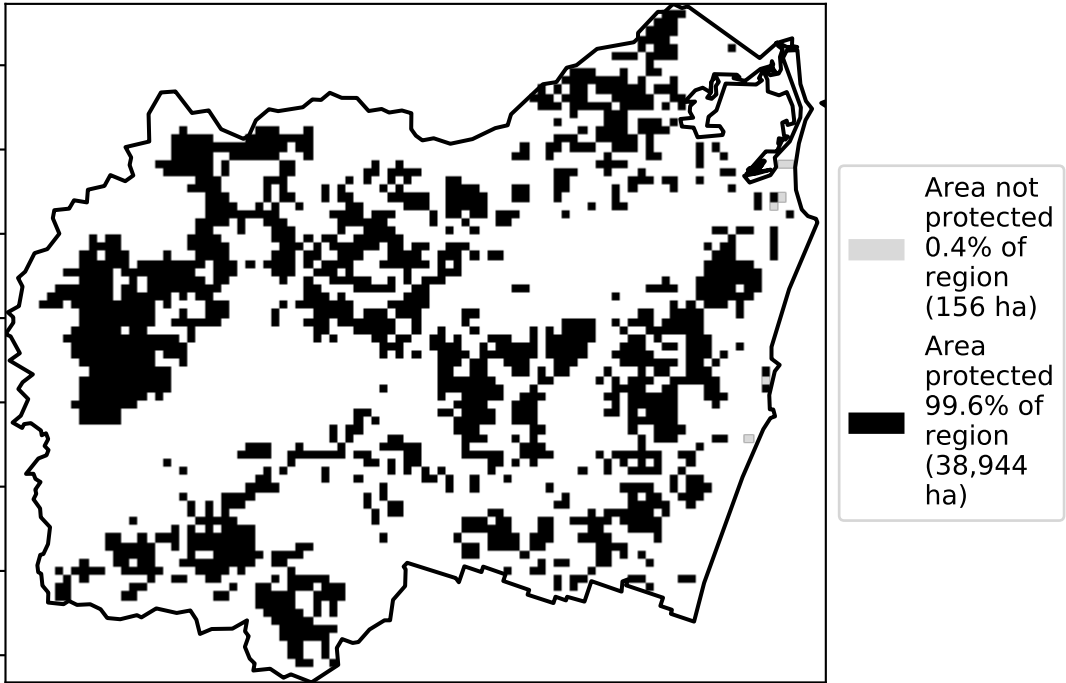 Area not
protected
0.4% of
region
(156 ha)
Area
protected
99.6% of
region
(38,944
ha)